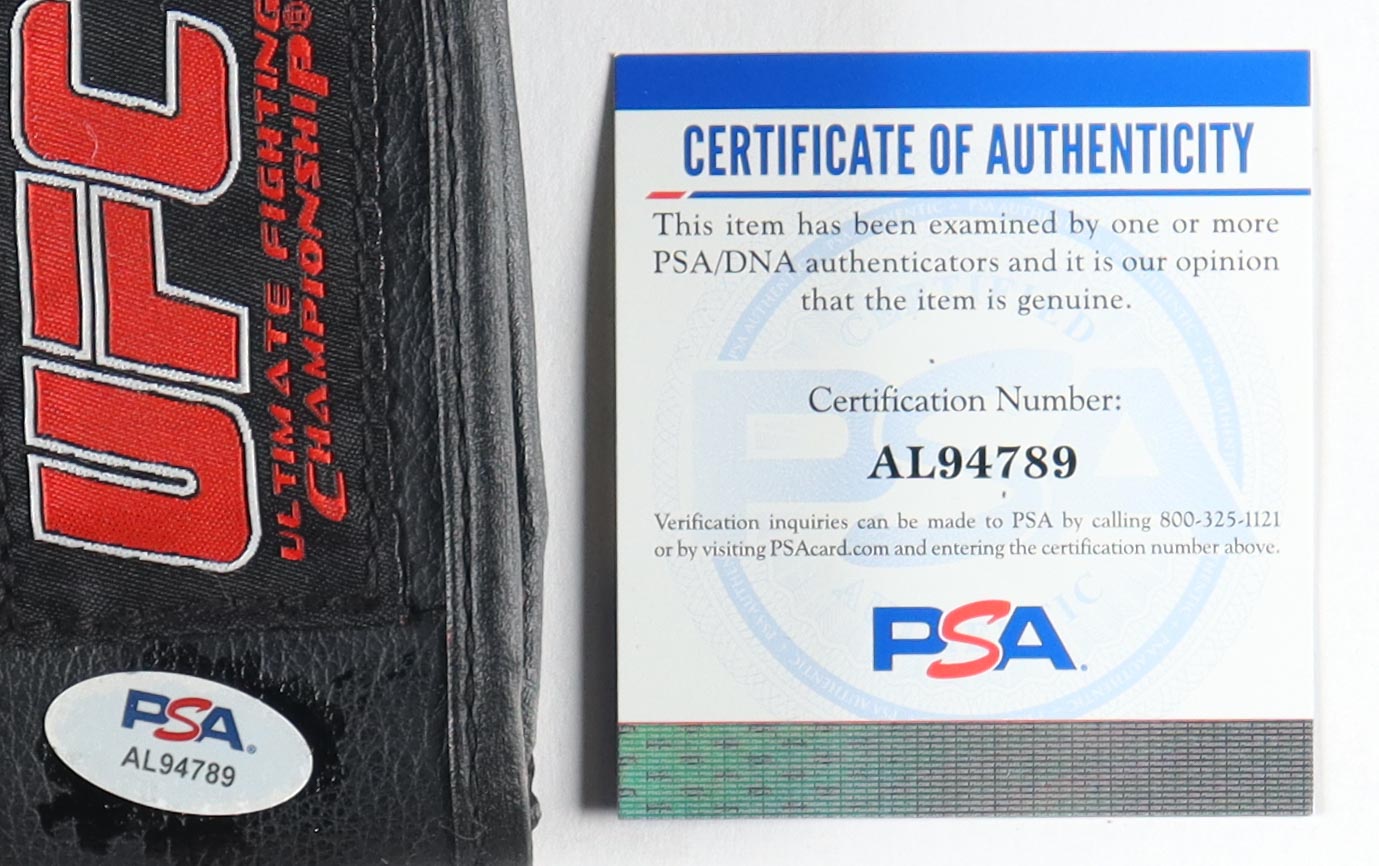 UFC
ULTIMATE FIGHTING
CHAMPIONSHIP®
PSA.
AL94789
CERTIFICATE OF AUTHENTICITY
This item has been examined by one or more
PSA/DNA authenticators and it is our opinion
that the item is genuine.
Certification Number:
AL94789
Verification inquiries can be made to PSA by calling 800-325-1121
or by visiting PSAcard.com and entering the certification number above.
PSA.